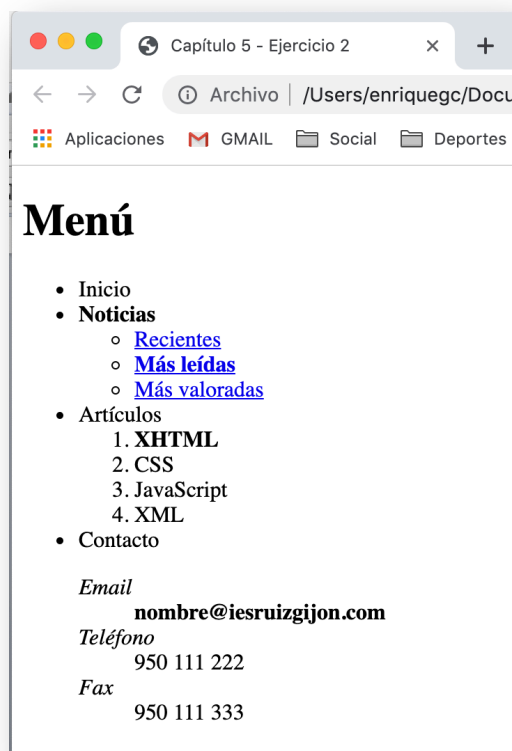 Capítulo 5 - Ejercicio 2
Archivo /Users/enriquegc/Docu
Aplicaciones GMAIL Social Deportes
Menú
Inicio
Noticias
Recientes
Más leídas
Más valoradas
Artículos
1. XHTML
2. CSS
3. JavaScript
4. XML
Contacto
Email
nombre@iesruizgijon.com
Teléfono
950 111 222
Fax
950 111 333